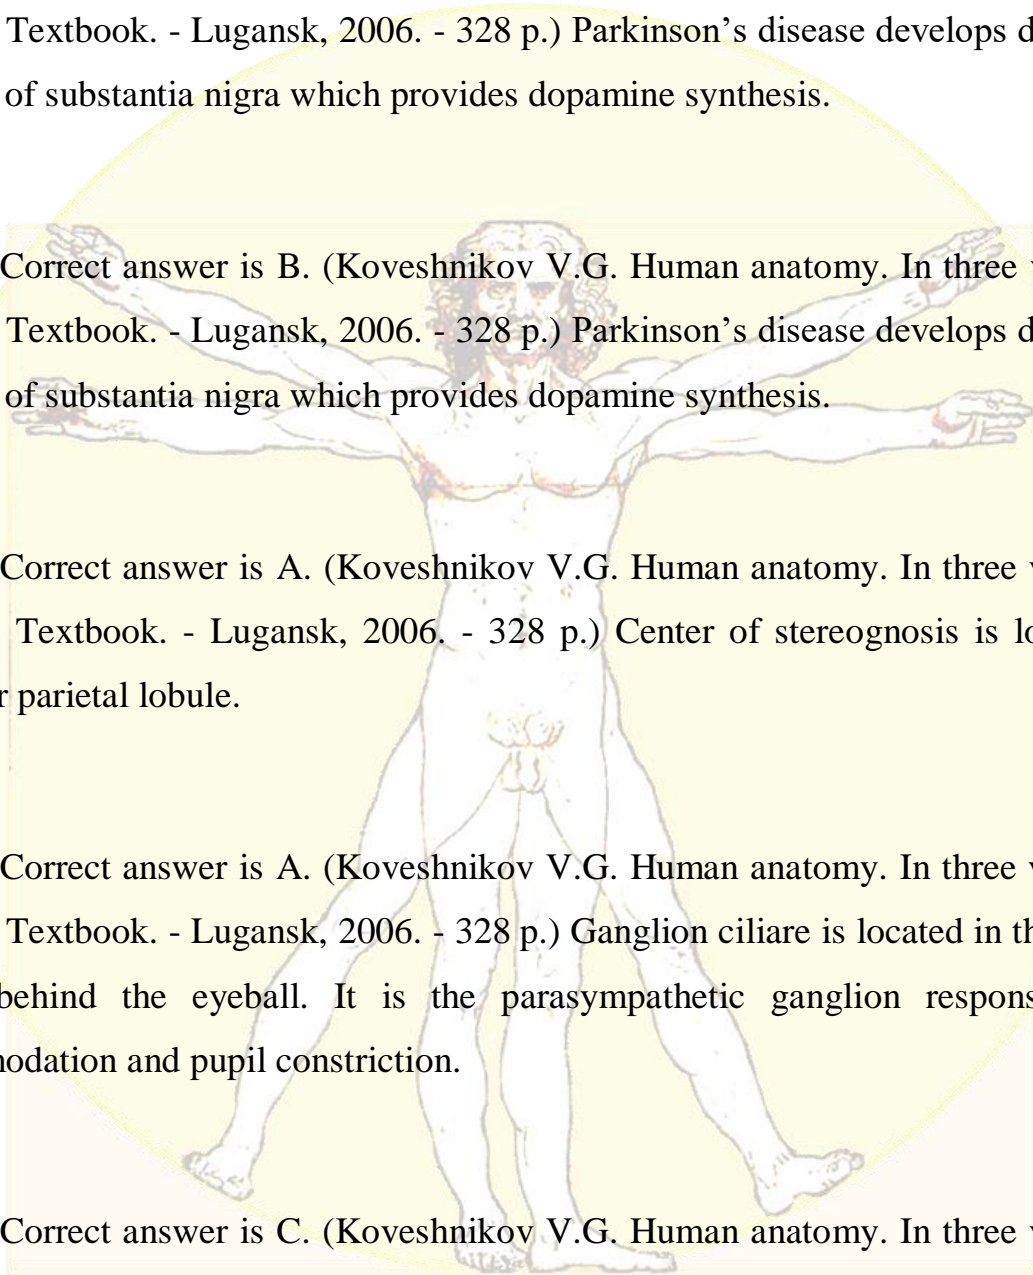 Textbook. - Lugansk, 2006. - 328 p.) Parkinson’s disease develops
of substantia nigra which provides dopamine synthesis.
Correct answer is B. (Koveshnikov V.G. Human anatomy. In three
Textbook. - Lugansk, 2006. - 328 p.) Parkinson’s disease develops
of substantia nigra which provides dopamine synthesis.
Correct answer is A. (Koveshnikov V.G. Human anatomy. In three
Textbook. - Lugansk, 2006. - 328 p.) Center of stereognosis is
parietal lobule.
Correct answer is A. (Koveshnikov V.G. Human anatomy. In three
Textbook. - Lugansk, 2006. - 328 p.) Ganglion ciliare is located in
behind the eyeball. It is the parasympathetic ganglion
and pupil constriction.
Correct answer is C. (Koveshnikov V.G. Human anatomy. In three